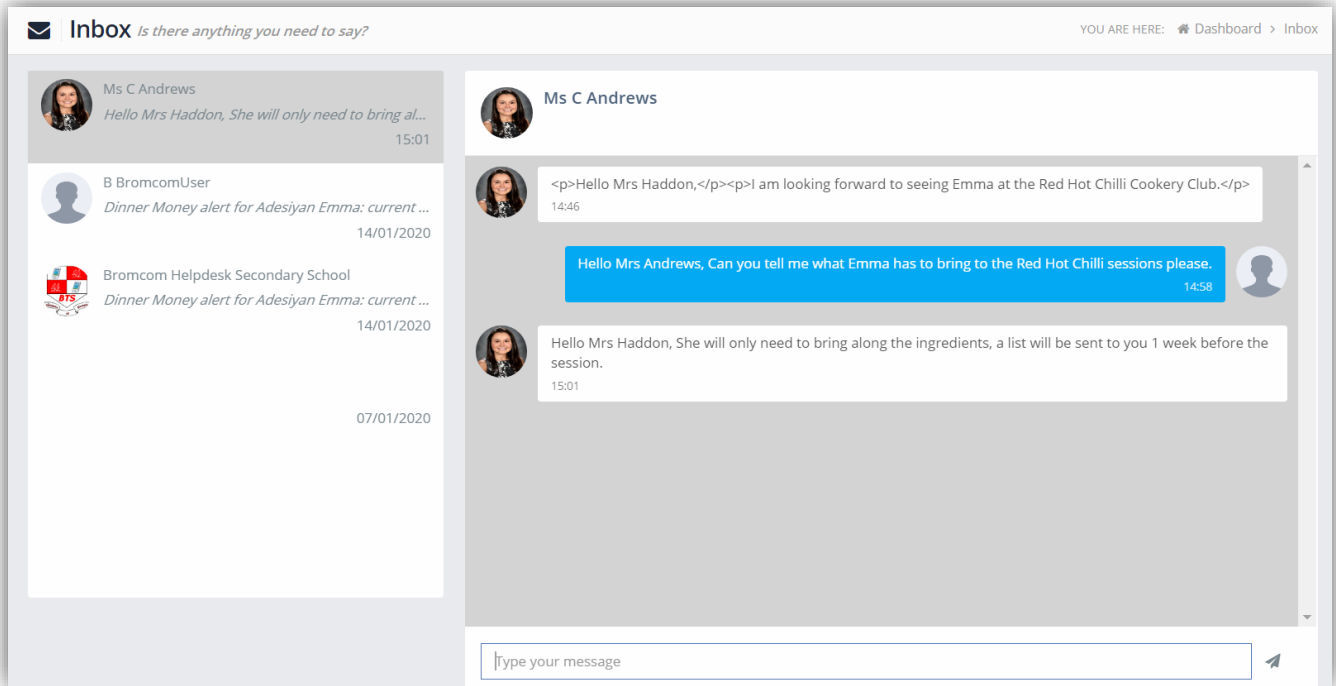 Inbox Is there anything you need to say?
YOU ARE HERE: Dashboard > Inbox
Ms C Andrews
Hello Mrs Haddon, She will only need to bring al...
15:01
B BromcomUser
Dinner Money alert for Adesiyan Emma: current ...
14/01/2020
BTS
Bromcom Helpdesk Secondary School
Dinner Money alert for Adesiyan Emma: current ...
14/01/2020
07/01/2020
Ms C Andrews
<p>Hello Mrs Haddon,</p><p>I am looking forward to seeing Emma at the Red Hot Chilli Cookery Club.</p>
14:46
Hello Mrs Andrews, Can you tell me what Emma has to bring to the Red Hot Chilli sessions please.
14:58
Hello Mrs Haddon, She will only need to bring along the ingredients, a list will be sent to you 1 week before the
session.
15:01
Type your message